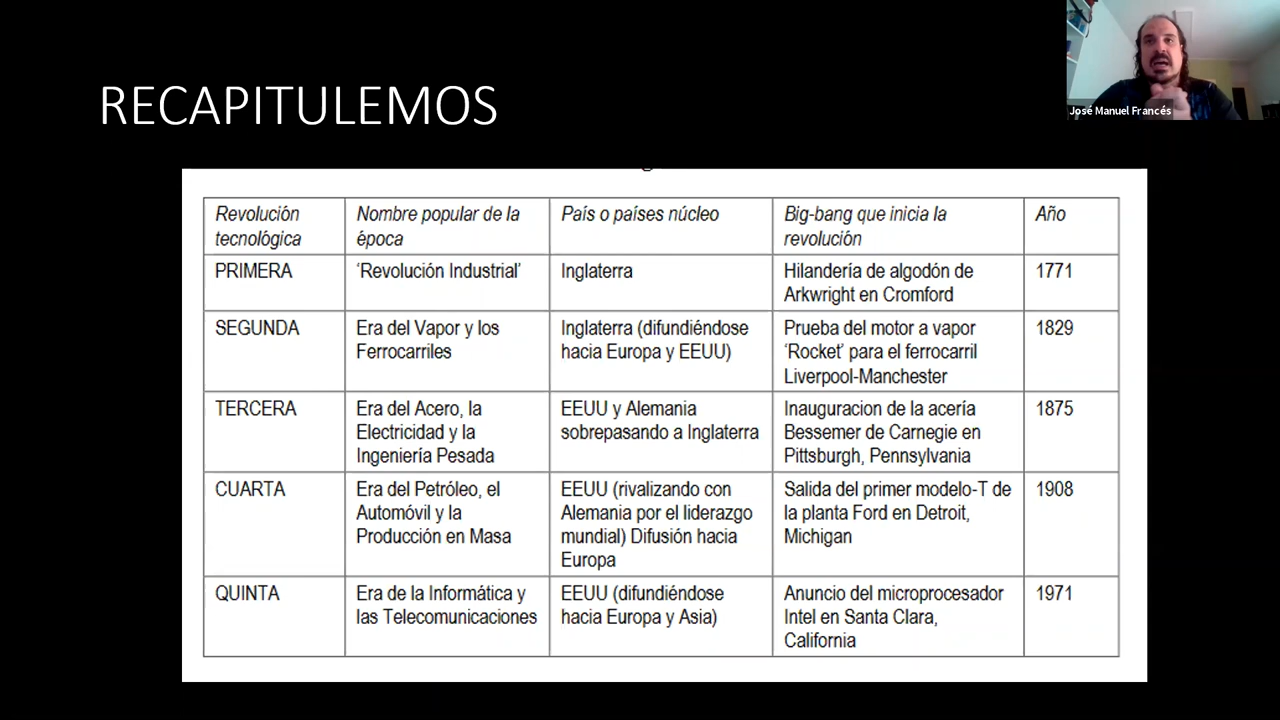 RECAPITULEMOS
José Manuel Francés
Revolución
tecnológica
Nombre popular de la
época
País o países núcleo
Big-bang que inicia la
revolución
Año
PRIMERA
‘Revolución Industrial’
Inglaterra
Hilandería de algodón de
Arkwright en Cromford
1771
SEGUNDA
Era del Vapor y los
Ferrocarriles
Inglaterra (difundiéndose
hacia Europa y EEUU)
Prueba del motor a vapor
‘Rocket’ para el ferrocarril
Liverpool-Manchester
1829
TERCERA
Era del Acero, la
Electricidad y la
Ingeniería Pesada
EEUU y Alemania
sobrepasando a Inglaterra
Inauguracion de la acería
Bessemer de Carnegie en
Pittsburgh, Pennsylvania
1875
CUARTA
Era del Petróleo, el
Automóvil y la
Producción en Masa
EEUU (rivalizando con
Alemania por el liderazgo
mundial) Difusión hacia
Europa
Salida del primer modelo-T de
la planta Ford en Detroit,
Michigan
1908
QUINTA
Era de la Informática y
las Telecomunicaciones
EEUU (difundiéndose
hacia Europa y Asia)
Anuncio del microprocesador
Intel en Santa Clara,
California
1971